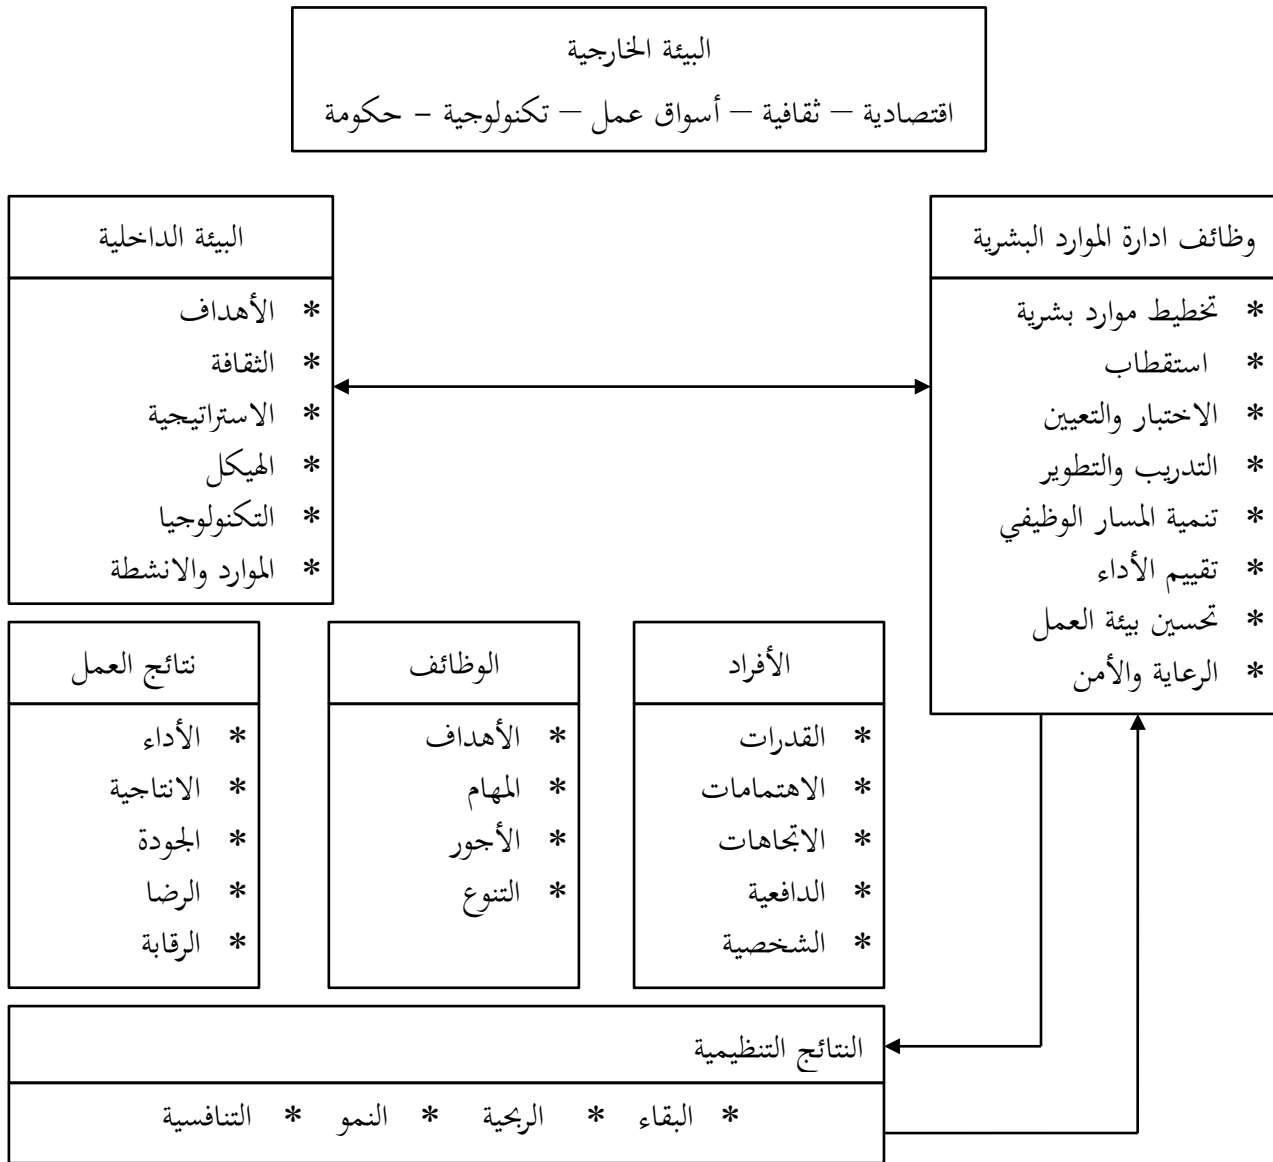 البيئة الخارجية
اقتصادية – ثقافية – أسواق عمل – تكنولوجية - حكومة
وظائف ادارة الموارد البشرية
* تخطيط موارد بشرية
* استقطاب
* الاختبار والتعيين
* التدريب والتطوير
* تنمية المسار الوظيفي
* تقييم الأداء
* تحسين بيئة العمل
* الرعاية والأمن
البيئة الداخلية
* الأهداف
* الثقافة
* الاستراتيجية
* الهيكل
* التكنولوجيا
* الموارد والانشطة
الأفراد
* القدرات
* الاهتمامات
* الاتجاهات
* الدافعية
* الشخصية
الوظائف
* الأهداف
* المهام
* الأجور
* التنوع
نتائج العمل
* الأداء
* الانتاجية
* الجودة
* الرضا
* الرقابة
النتائج التنظيمية
* البقاء * الربحية * النمو * التنافسية